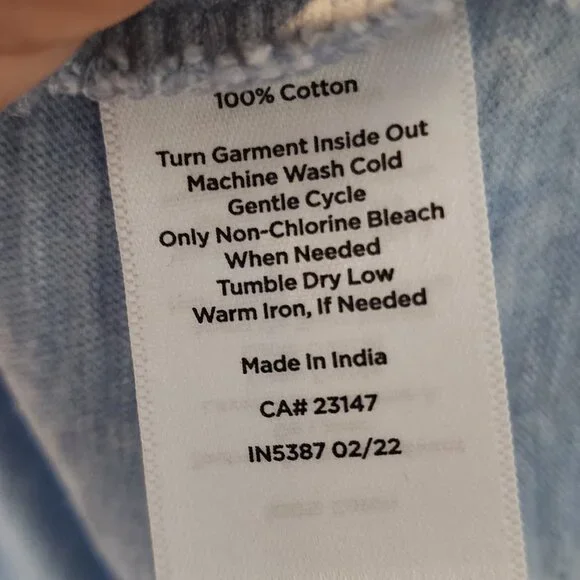 100% Cotton
Turn Garment Inside Out
Machine Wash Cold
Gentle Cycle
Only Non-Chlorine Bleach
When Needed
Tumble Dry Low
Warm Iron, If Needed
Made In India
CA# 23147
IN5387 02/22